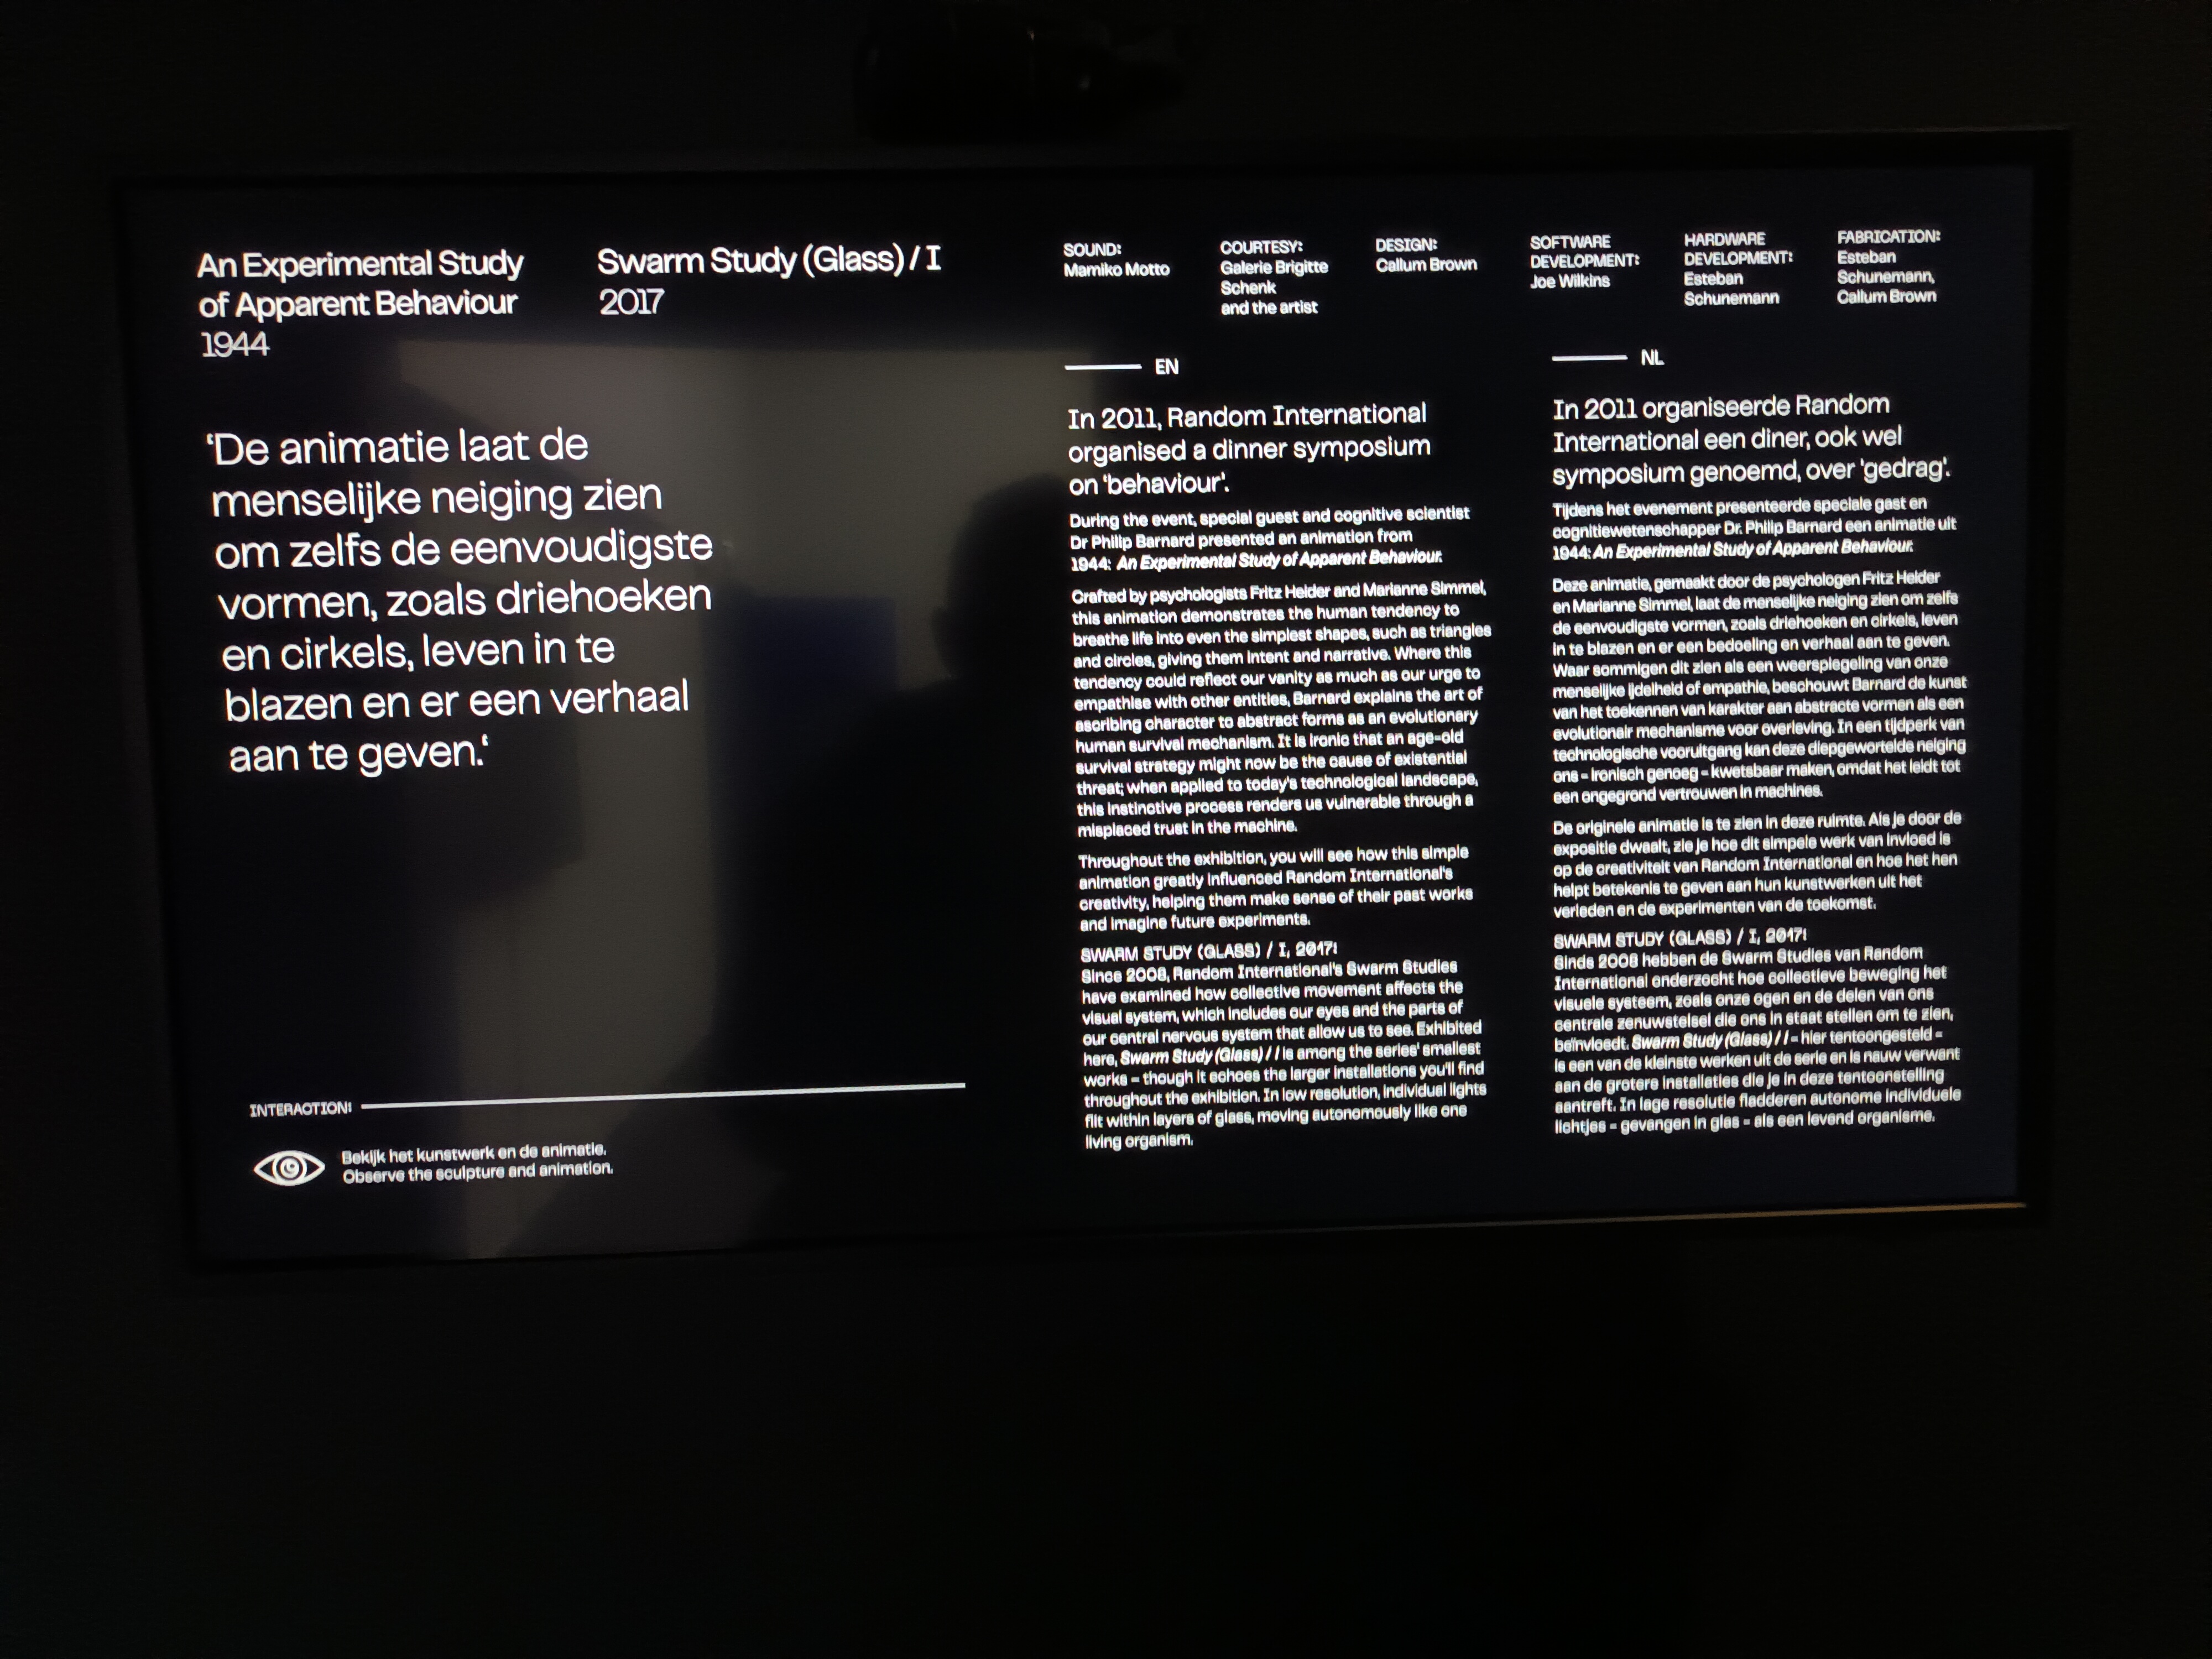 An Experimental Study
of Apparent Behaviour
1944
Swarm Study (Glass) / I
2017
'De animatie laat de
menselijke neiging zien
om zelfs de eenvoudigste
vormen, zoals driehoeken
en cirkels, leven in te
blazen en er een verhaal
aan te geven.'
INTERACTION:
Bekijk het kunstwerk en de animatie.
Observe the sculpture and animation.
SOUND:
Mamiko Motto
COURTESY:
Galerie Brigitte
Schenk
and the artist
DESIGN:
Callum Brown
SOFTWARE
DEVELOPMENT:
Joe Wilkins
HARDWARE
DEVELOPMENT:
Esteban
Schunemann
FABRICATION:
Esteban
Schunemann,
Callum Brown
EN
In 2011, Random International
organised a dinner symposium
on 'behaviour'.
During the event, special guest and cognitive scientist
Dr Philip Barnard presented an animation from
1944: An Experimental Study of Apparent Behaviour.
Crafted by psychologists Fritz Heider and Marianne Simmel,
this animation demonstrates the human tendency to
breathe life into even the simplest shapes, such as triangles
and circles, giving them intent and narrative. Where this
tendency could reflect our vanity as much as our urge to
empathise with other entities, Barnard explains the art of
ascribing character to abstract forms as an evolutionary
human survival mechanism. It is ironic that an age-old
survival strategy might now be the cause of existential
threat; when applied to today's technological landscape,
this instinctive process renders us vulnerable through a
misplaced trust in the machine.
Throughout the exhibition, you will see how this simple
animation greatly influenced Random International's
creativity, helping them make sense of their past works
and imagine future experiments.
SWARM STUDY (GLASS) / I, 2017:
Since 2008, Random International's Swarm Studies
have examined how collective movement affects the
visual system, which includes our eyes and the parts of
our central nervous system that allow us to see. Exhibited
here, Swarm Study (Glass) / I is among the series' smallest
works – though it echoes the larger installations you'll find
throughout the exhibition. In low resolution, individual lights
flit within layers of glass, moving autonomously like one
living organism.
NL
In 2011 organiseerde Random
International een diner, ook wel
symposium genoemd, over 'gedrag'.
Tijdens het evenement presenteerde speciale gast en
cognitiewetenschapper Dr. Philip Barnard een animatie uit
1944: An Experimental Study of Apparent Behaviour.
Deze animatie, gemaakt door de psychologen Fritz Heider
en Marianne Simmel, laat de menselijke neiging zien om zelfs
de eenvoudigste vormen, zoals driehoeken en cirkels, leven
in te blazen en er een bedoeling en verhaal aan te geven.
Waar sommigen dit zien als een weerspiegeling van onze
menselijke ijdelheid of empathie, beschouwt Barnard de kunst
van het toekennen van karakter aan abstracte vormen als een
evolutionair mechanisme voor overleving. In een tijdperk van
technologische vooruitgang kan deze diepgewortelde neiging
ons – ironisch genoeg – kwetsbaar maken, omdat het leidt tot
een ongegrond vertrouwen in machines.
De originele animatie is te zien in deze ruimte. Als je door de
expositie dwaalt, zie je hoe dit simpele werk van invloed is
op de creativiteit van Random International en hoe het hen
helpt betekenis te geven aan hun kunstwerken uit het
verleden en de experimenten van de toekomst.
SWARM STUDY (GLASS) / I, 2017:
Sinds 2008 hebben de Swarm Studies van Random
International onderzocht hoe collectieve beweging het
visuele systeem, zoals onze ogen en de delen van ons
centrale zenuwstelsel die ons in staat stellen om te zien,
beïnvloedt. Swarm Study (Glass) / I – hier tentoongesteld –
is een van de kleinste werken uit de serie en is nauw verwant
aan de grotere installaties die je in deze tentoonstelling
aantreft. In lage resolutie fladderen autonome individuele
lichtjes – gevangen in glas – als een levend organisme.